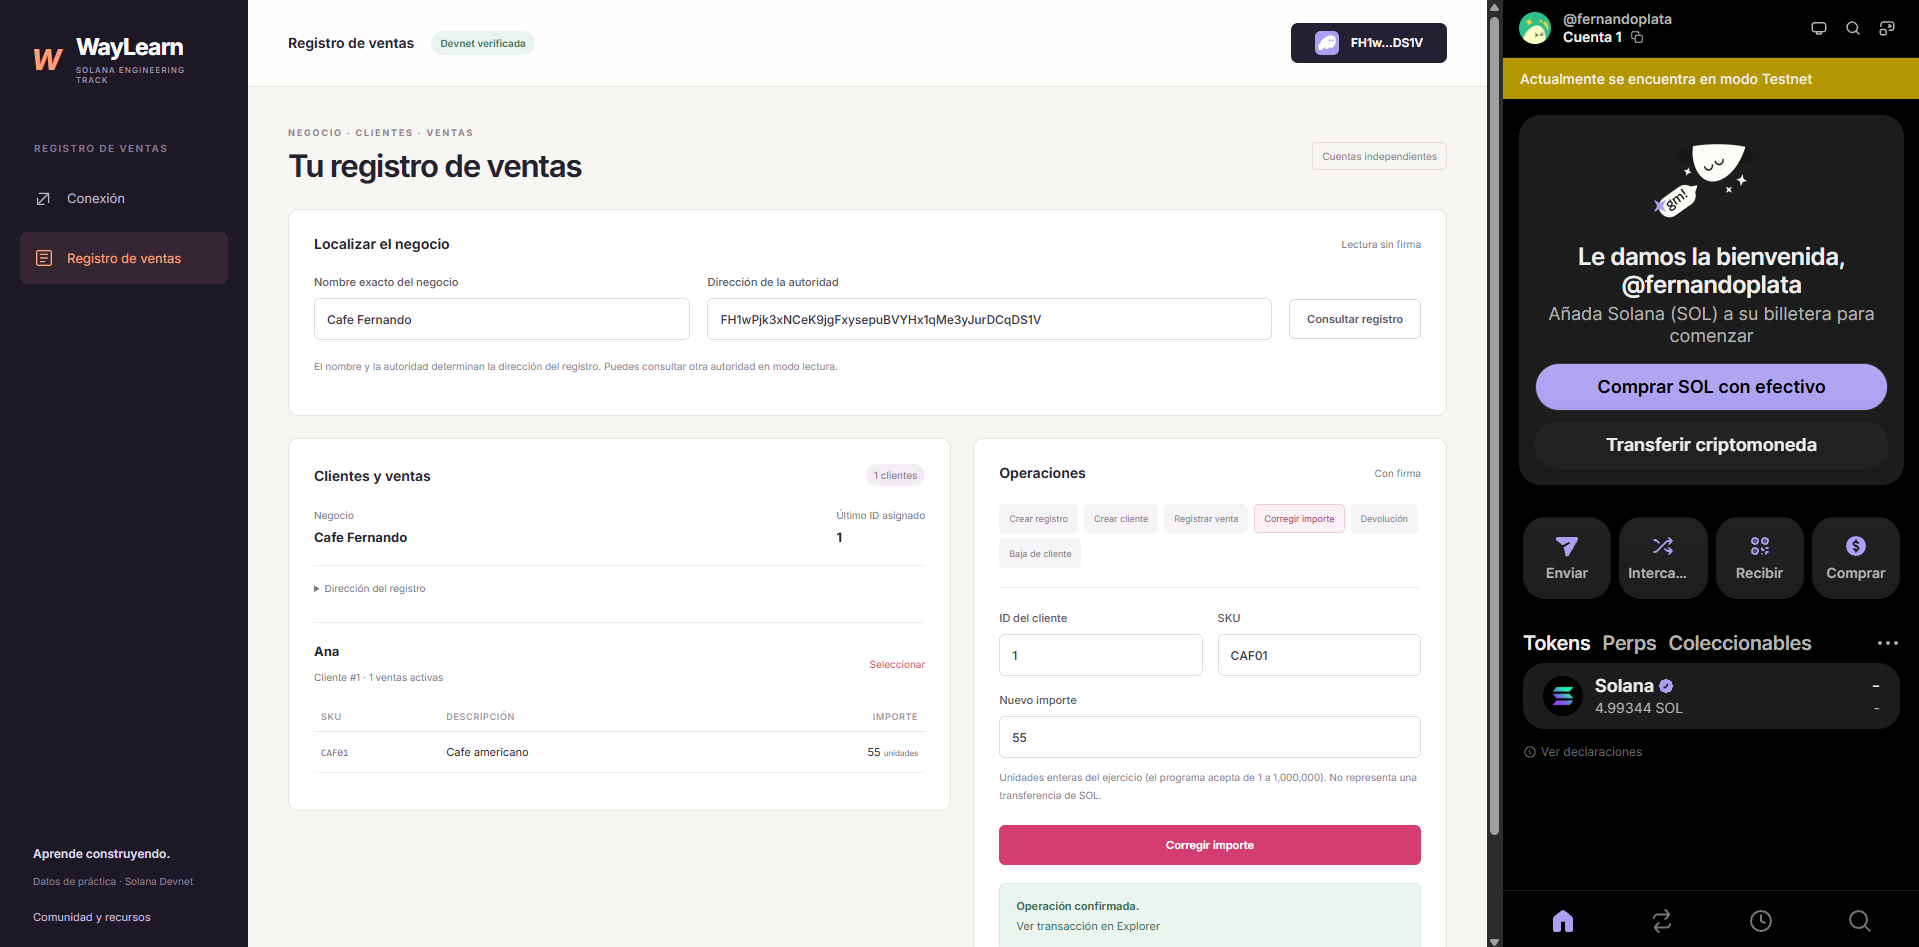 W
WayLearn
SOLANA ENGINEERING
TRACK
REGISTRO DE VENTAS
Conexión
Registro de ventas
Aprende construyendo.
Datos de práctica · Solana Devnet
Comunidad y recursos
Registro de ventas
Devnet verificada
FH1w...DS1V
NEGOCIO · CLIENTES · VENTAS
Tu registro de ventas
Cuentas independientes
Localizar el negocio
Lectura sin firma
Nombre exacto del negocio
Dirección de la autoridad
Cafe Fernando
FH1wPjk3xNCeK9jgFxysepuBVYHx1qMe3yJurDCqDS1V
Consultar registro
El nombre y la autoridad determinan la dirección del registro. Puedes consultar otra autoridad en modo lectura.
Clientes y ventas
1 clientes
Negocio
Último ID asignado
Cafe Fernando
1
Dirección del registro
Ana
Seleccionar
Cliente #1 · 1 ventas activas
SKU
DESCRIPCIÓN
IMPORTE
CAF01
Cafe americano
55 unidades
Operaciones
Con firma
Crear registro
Crear cliente
Registrar venta
Corregir importe
Devolución
Baja de cliente
ID del cliente
SKU
1
CAF01
Nuevo importe
55
Unidades enteras del ejercicio (el programa acepta de 1 a 1,000,000). No representa una
transferencia de SOL.
Corregir importe
Operación confirmada.
Ver transacción en Explorer
@fernandoplata
Cuenta 1
Actualmente se encuentra en modo Testnet
gm!
Le damos la bienvenida,
@fernandoplata
Añada Solana (SOL) a su billetera para
comenzar
Comprar SOL con efectivo
Transferir criptomoneda
Enviar
Interca...
Recibir
Comprar
Tokens
Perps
Coleccionables
Solana
-
4.99344 SOL
-
Ver declaraciones